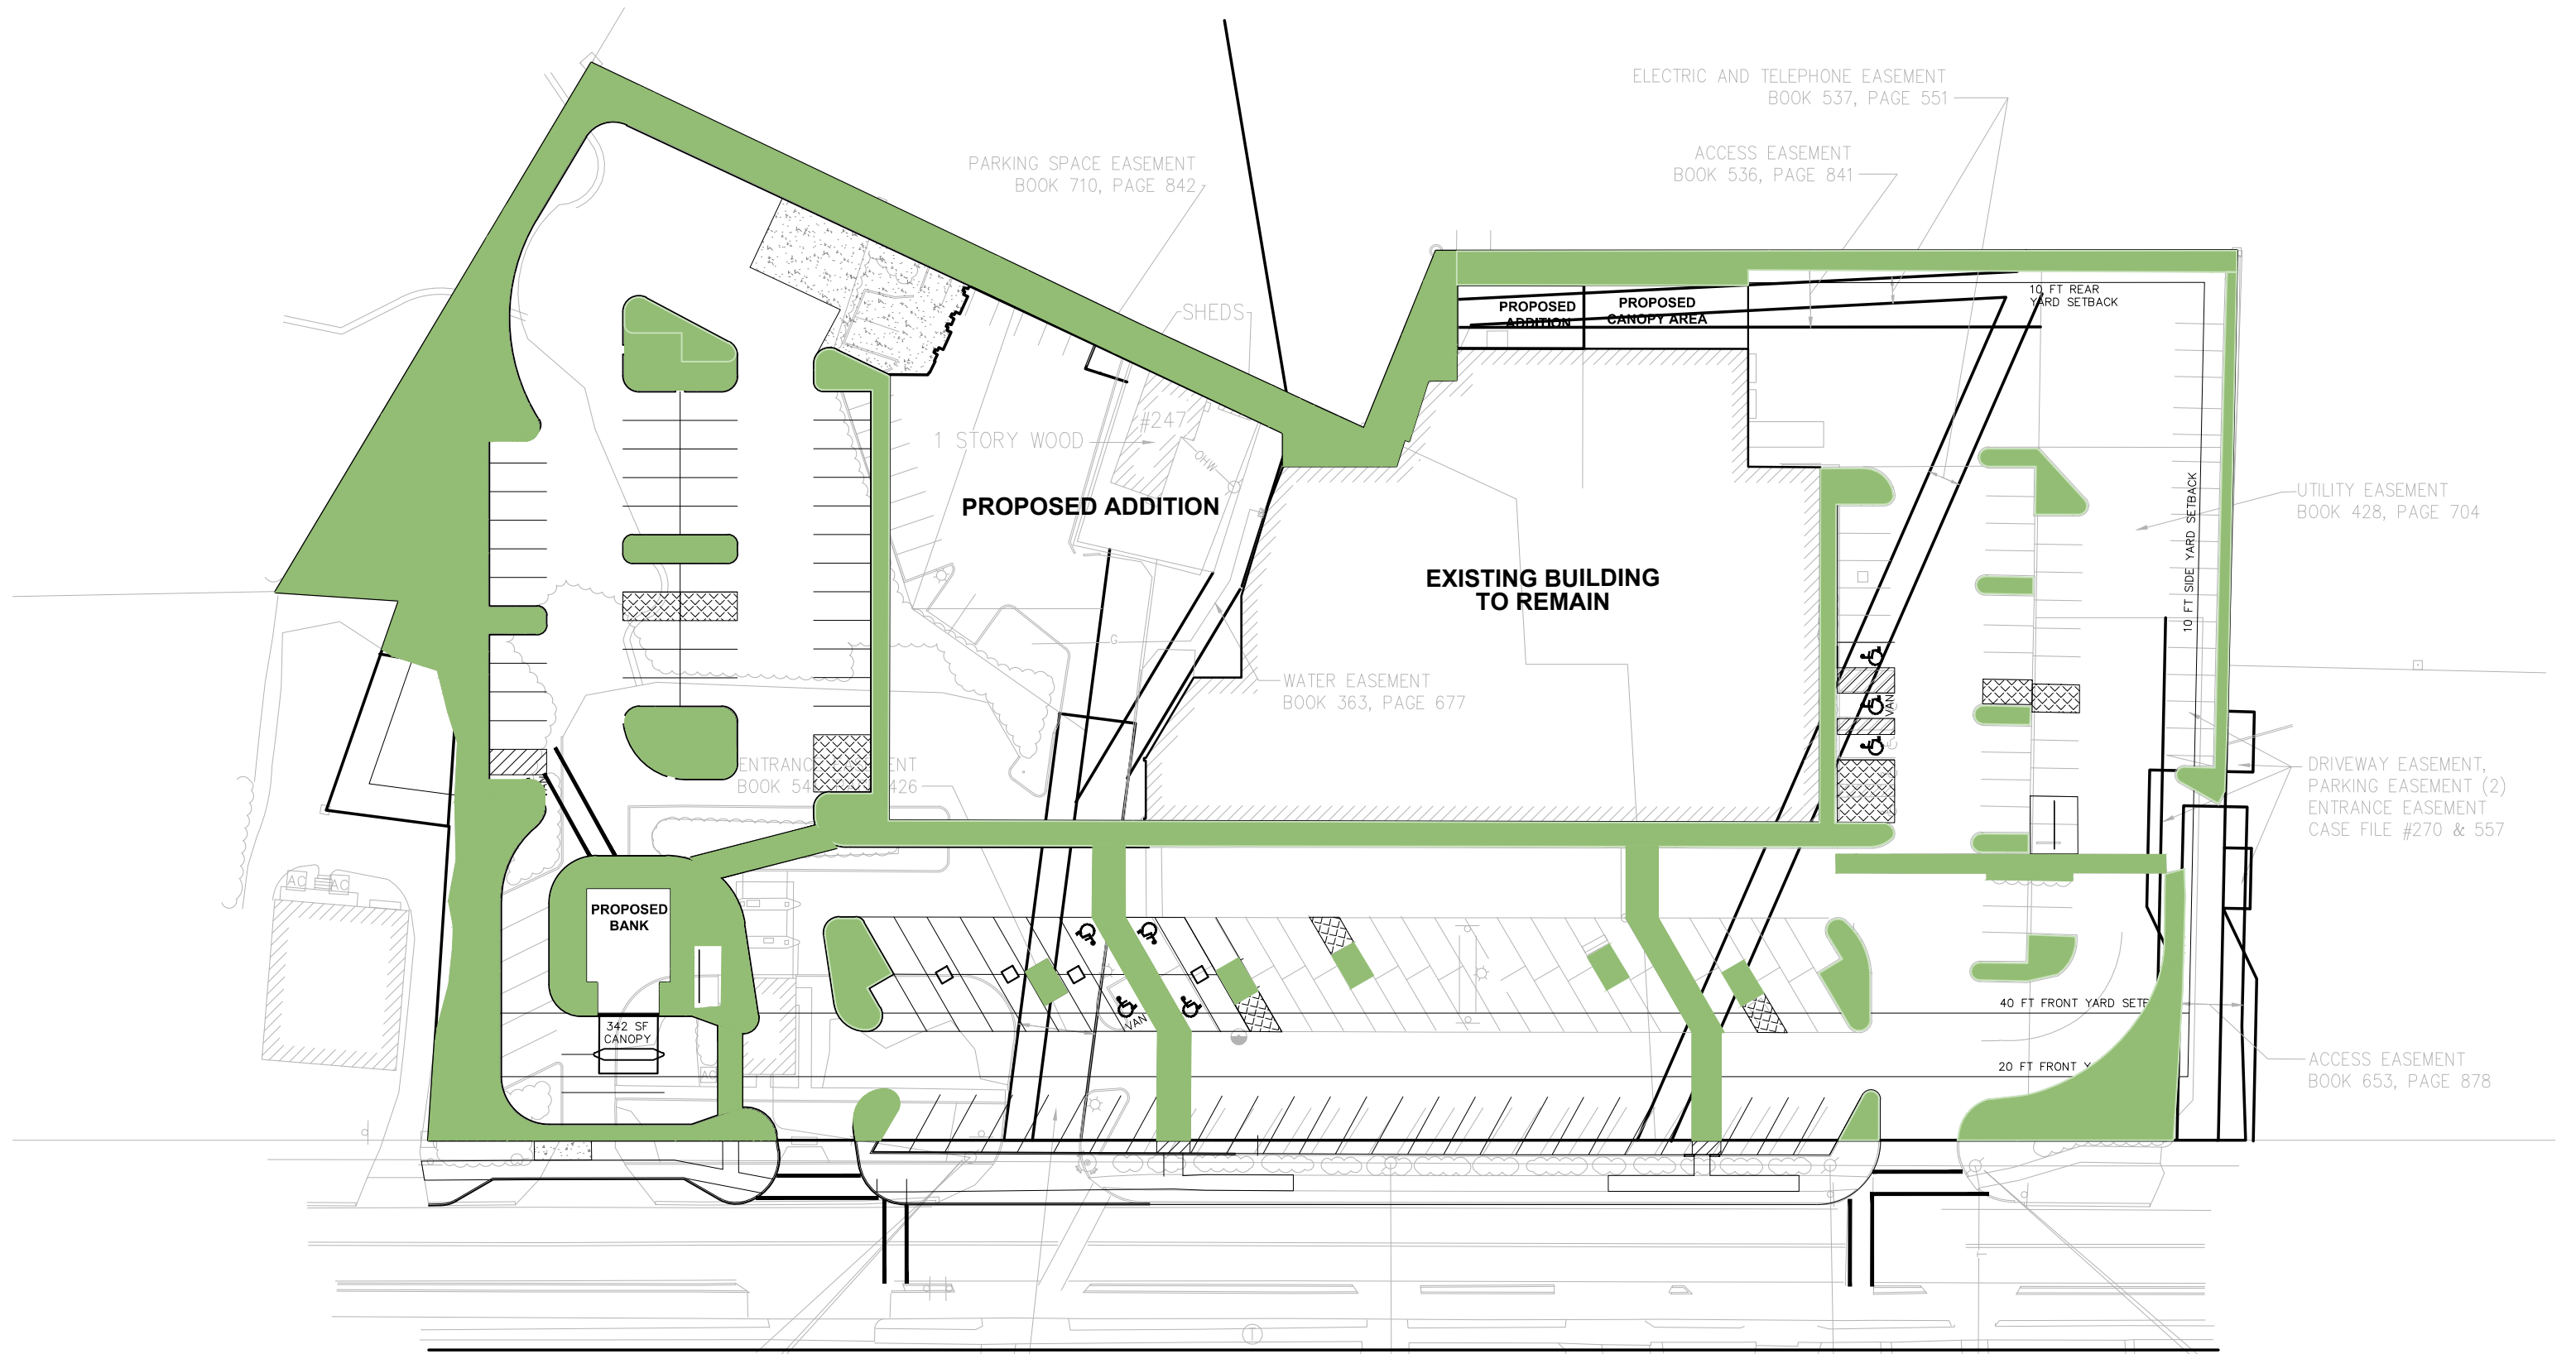 ELECTRIC AND TELEPHONE EASEMENT
BOOK 537, PAGE 551
ACCESS EASEMENT
BOOK 536, PAGE 841
PARKING SPACE EASEMENT
BOOK 710, PAGE 842
SHEDS
10 FT REAR
YARD SETBACK
PROPOSED
ADDITION
PROPOSED
CANOPY AREA
#247
1 STORY WOOD
OHW
PROPOSED ADDITION
UTILITY EASEMENT
BOOK 428, PAGE 704
10 FT SIDE YARD SETBACK
EXISTING BUILDING
TO REMAIN
G
WATER EASEMENT
BOOK 363, PAGE 677
VAN
ENTRANC ENT
BOOK 54 426
DRIVEWAY EASEMENT,
PARKING EASEMENT (2)
ENTRANCE EASEMENT
CASE FILE #270 & 557
AC
AC
PROPOSED
BANK
342 SF
CANOPY
VAN
40 FT FRONT YARD SETB
20 FT FRONT Y
AC
ACCESS EASEMENT
BOOK 653, PAGE 878
T
T